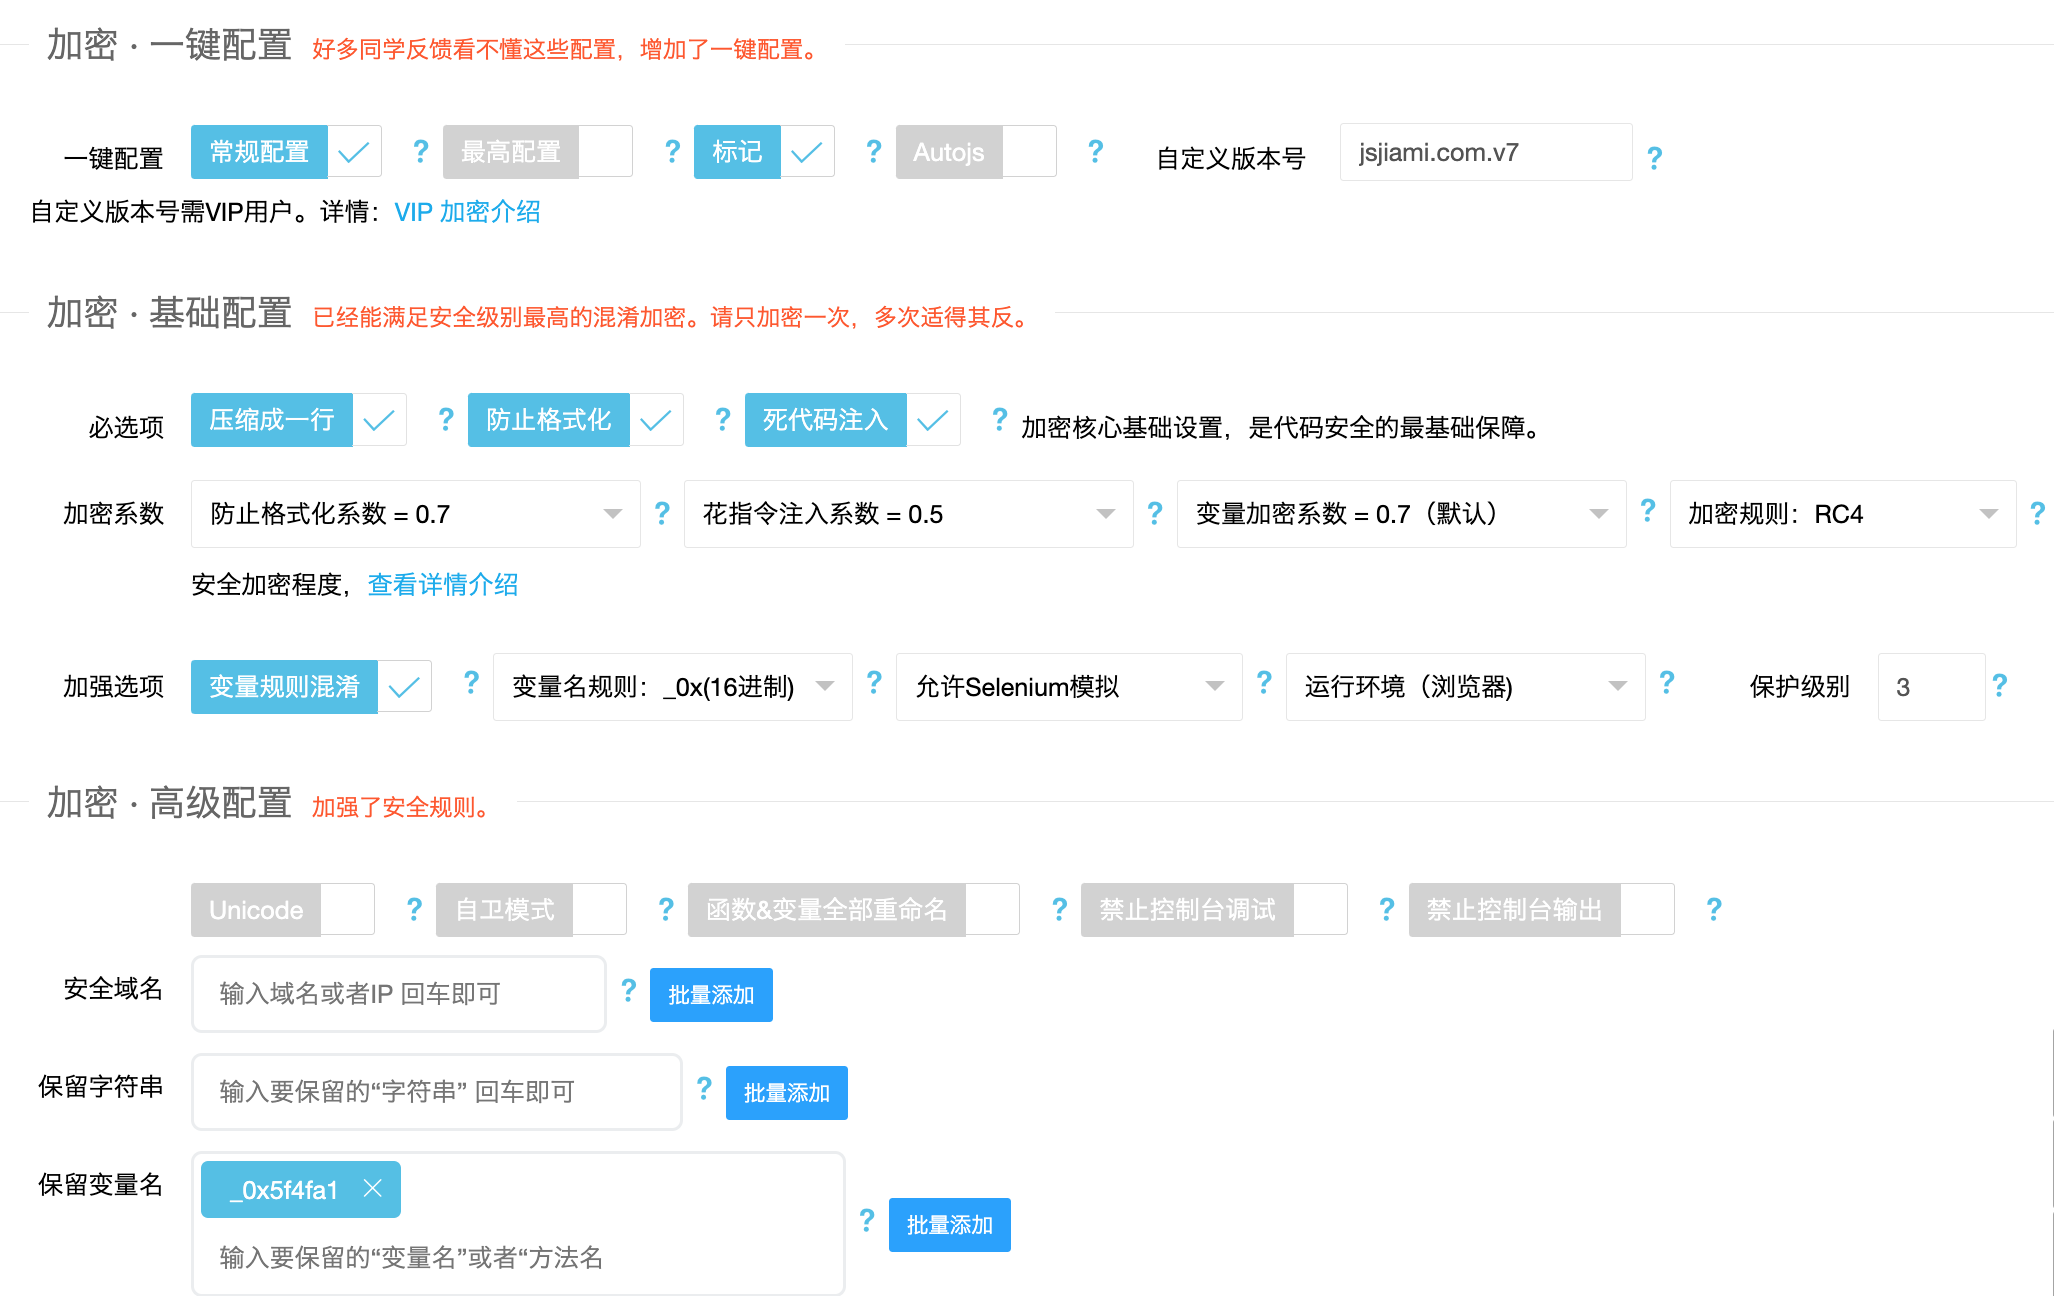 加密 · 一键配置 好多同学反馈看不懂这些配置，增加了一键配置。
一键配置 常规配置 ? 最高配置 ? 标记 ? Autojs ? 自定义版本号 jsjiami.com.v7 ?
自定义版本号需VIP用户。详情：VIP 加密介绍
加密 · 基础配置 已经能满足安全级别最高的混淆加密。请只加密一次，多次适得其反。
必选项 压缩成一行 ? 防止格式化 ? 死代码注入 ? 加密核心基础设置，是代码安全的最基础保障。
加密系数 防止格式化系数 = 0.7 ? 花指令注入系数 = 0.5 ? 变量加密系数 = 0.7（默认） ? 加密规则：RC4 ?
安全加密程度，查看详情介绍
加强选项 变量规则混淆 ? 变量名规则：_0x(16进制) ? 允许Selenium模拟 ? 运行环境（浏览器) ? 保护级别 3 ?
加密 · 高级配置 加强了安全规则。
Unicode ? 自卫模式 ? 函数&变量全部重命名 ? 禁止控制台调试 ? 禁止控制台输出 ?
安全域名 输入域名或者IP 回车即可 ? 批量添加
保留字符串 输入要保留的“字符串” 回车即可 ? 批量添加
保留变量名 _0x5f4fa1 ? 批量添加
输入要保留的“变量名”或者“方法名